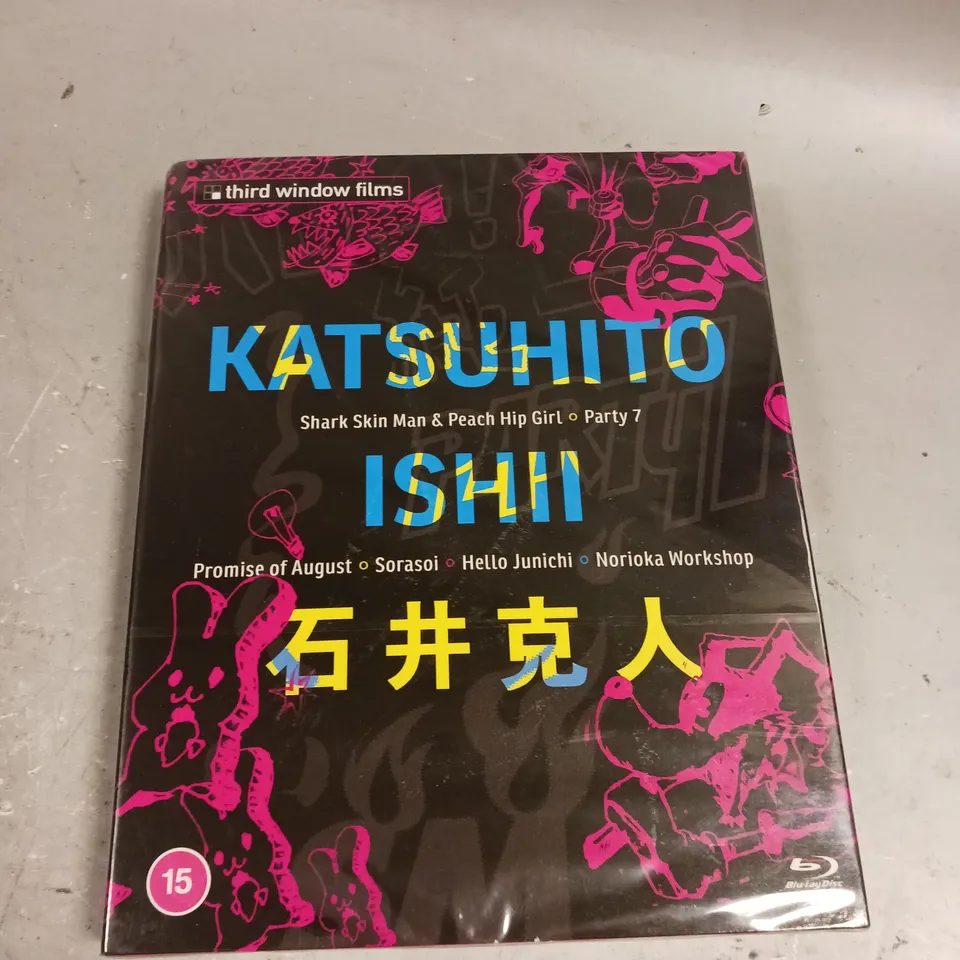 third window films
KATSUHITO
Shark Skin Man & Peach Hip Girl ∘ Party 7
ISHII
Promise of August ∘ Sorasoi ∘ Hello Junichi ∘ Norioka Workshop
石井克人
15
Blu-ray Disc